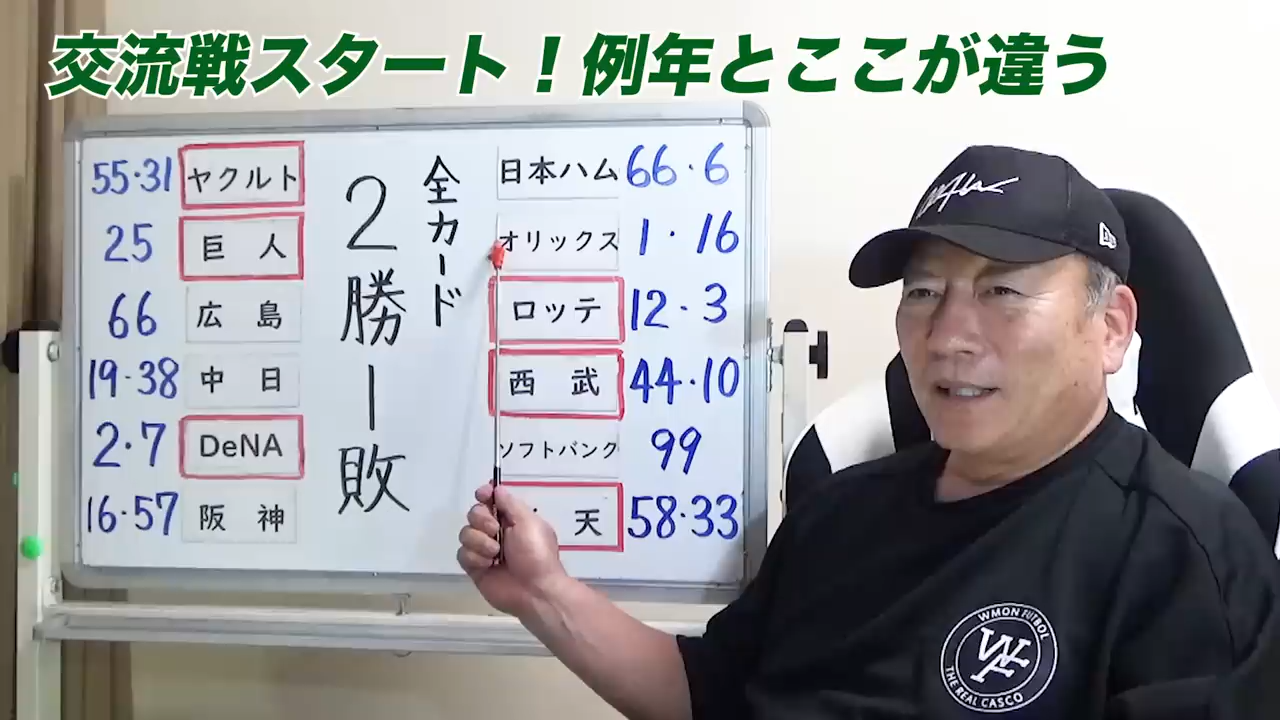 交流戦スタート！例年とここが違う
55·31 ヤクルト
25 巨人
66 広島
19-38 中日
2·7 DeNA
16·57 阪神
全カード
2勝1敗
日本ハム 66·6
オリックス 1·16
ロッテ 12·3
西武 44·10
ソフトバンク 99
天 58·33
WMON FUTBOL
THE REAL CASCO